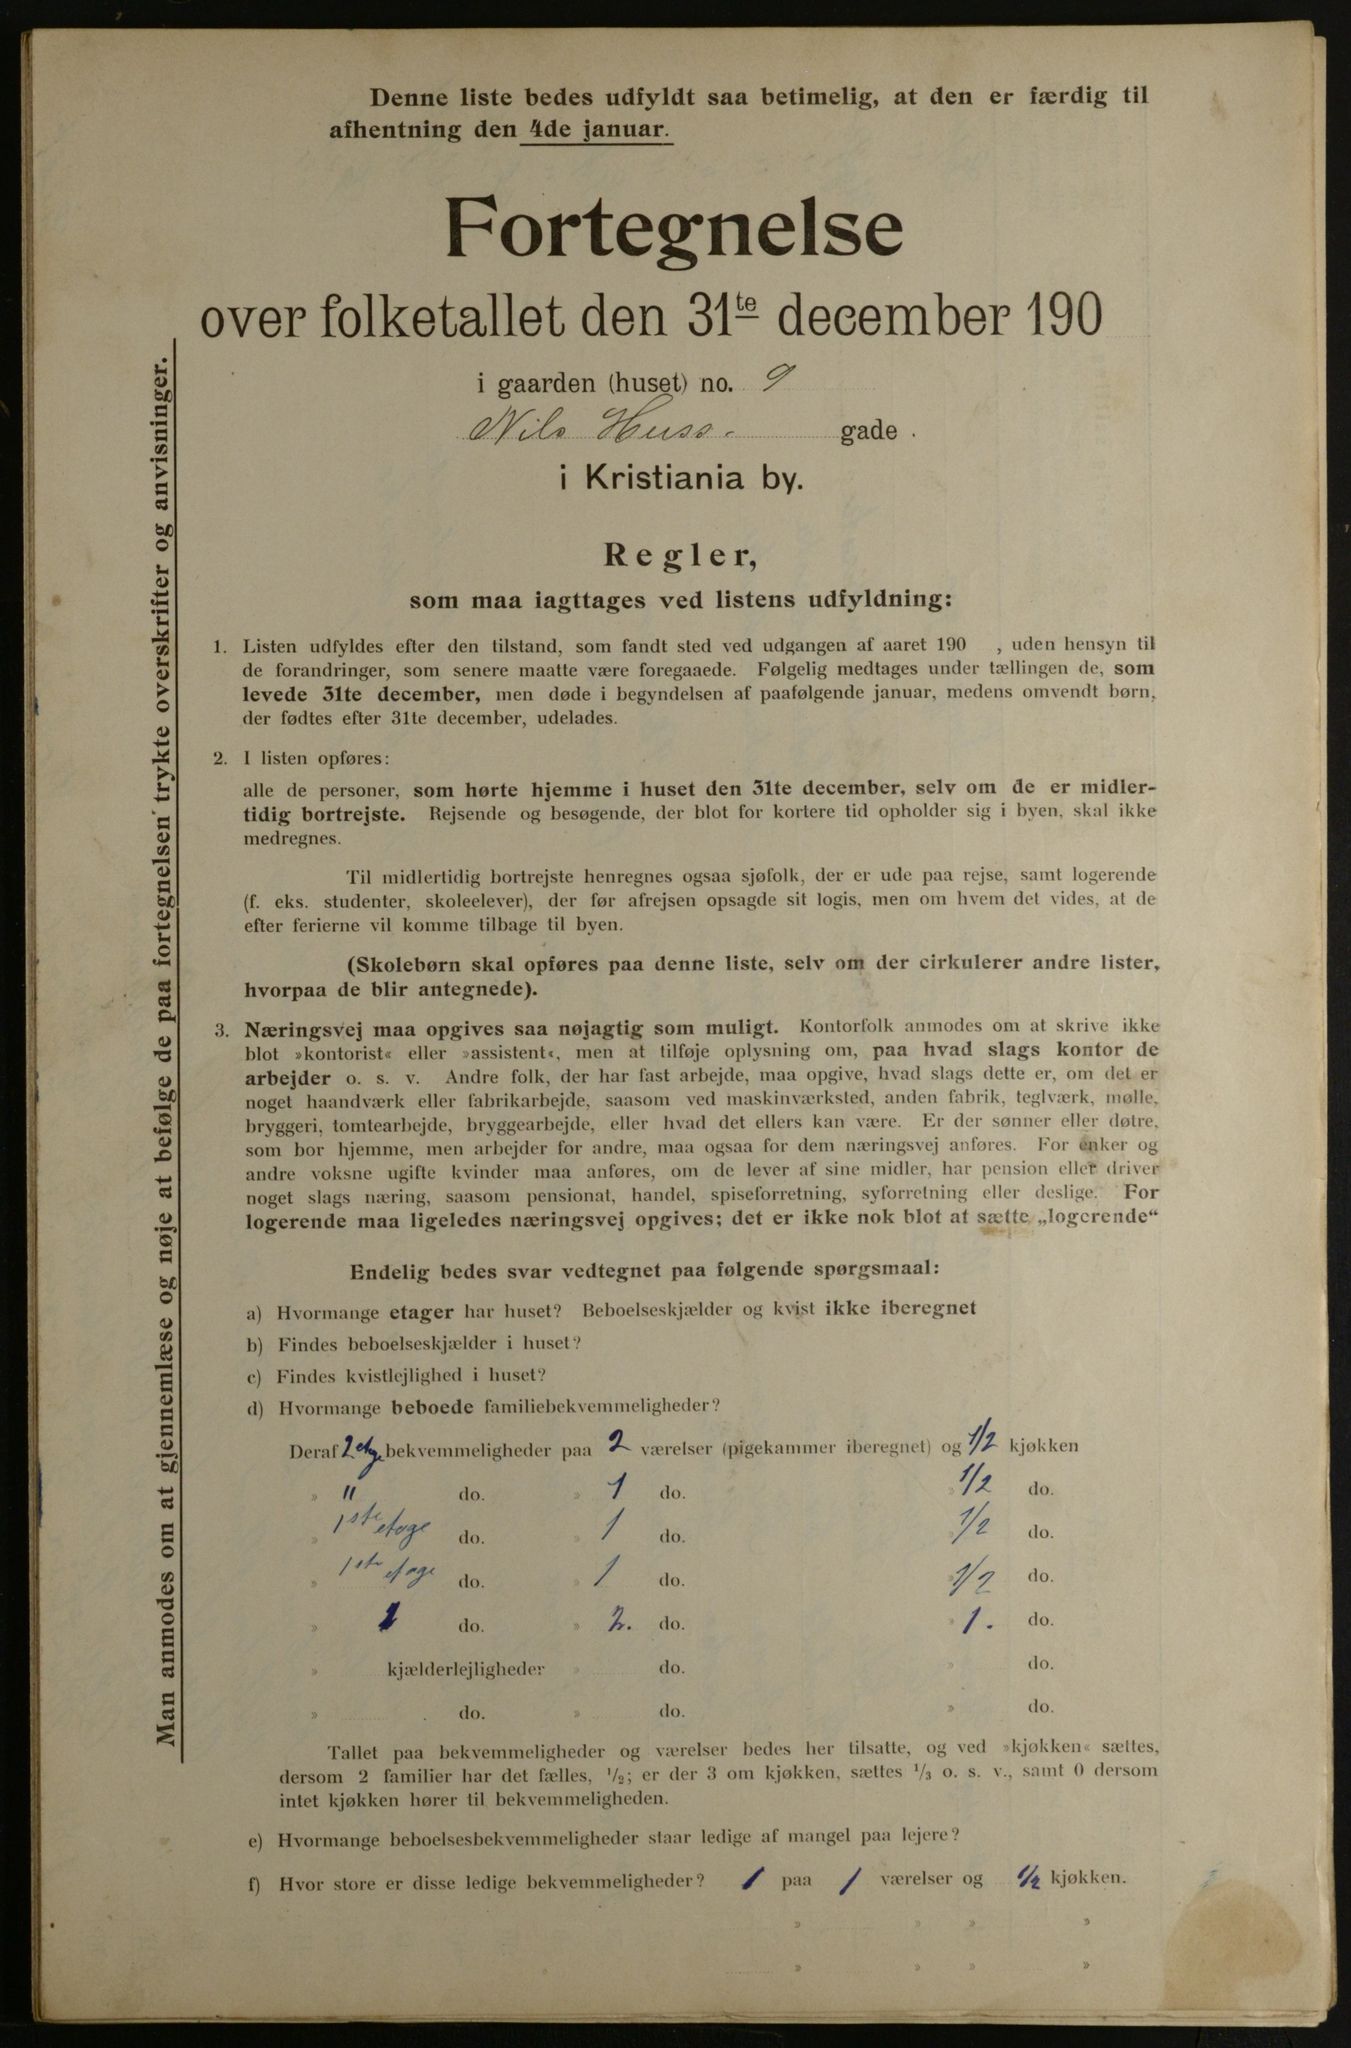 Denne liste bedes udfyldt saa betimelig, at den er færdig til
afhentning den 4de januar.
Fortegnelse
over folketallet den 31te december 190
i gaarden (huset) no. 9
Nils Huss- gade.
i Kristiania by.
Regler,
som maa iagttages ved listens udfyldning:
1. Listen udfyldes efter den tilstand, som fandt sted ved udgangen af aaret 190 , uden hensyn til
de forandringer, som senere maatte være foregaaede. Følgelig medtages under tællingen de, som
levede 31te december, men døde i begyndelsen af paafølgende januar, medens omvendt børn,
der fødtes efter 31te december, udelades.
2. I listen opføres:
alle de personer, som hørte hjemme i huset den 31te december, selv om de er midler-
tidig bortrejste. Rejsende og besøgende, der blot for kortere tid opholder sig i byen, skal ikke
medregnes.
Til midlertidig bortrejste henregnes ogsaa sjøfolk, der er ude paa rejse, samt logerende
(f. eks. studenter, skoleelever), der før afrejsen opsagde sit logis, men om hvem det vides, at de
efter ferierne vil komme tilbage til byen.
(Skolebørn skal opføres paa denne liste, selv om der cirkulerer andre lister,
hvorpaa de blir antegnede).
3. Næringsvej maa opgives saa nøjagtig som muligt. Kontorfolk anmodes om at skrive ikke
blot »kontorist« eller »assistent«, men at tilføje oplysning om, paa hvad slags kontor de
arbejder o. s. v. Andre folk, der har fast arbejde, maa opgive, hvad slags dette er, om det er
noget haandværk eller fabrikarbejde, saasom ved maskinværksted, anden fabrik, teglværk, mølle,
bryggeri, tomtearbejde, bryggearbejde, eller hvad det ellers kan være. Er der sønner eller døtre,
som bor hjemme, men arbejder for andre, maa ogsaa for dem næringsvej anføres. For enker og
andre voksne ugifte kvinder maa anføres, om de lever af sine midler, har pension eller driver
noget slags næring, saasom pensionat, handel, spiseforretning, syforretning eller deslige. For
logerende maa ligeledes næringsvej opgives; det er ikke nok blot at sætte „logerende“
Endelig bedes svar vedtegnet paa følgende spørgsmaal:
a) Hvormange etager har huset? Beboelseskjælder og kvist ikke iberegnet
b) Findes beboelseskjælder i huset?
c) Findes kvistlejlighed i huset?
d) Hvormange beboede familiebekvemmeligheder?
Deraf 2 etage bekvemmeligheder paa 2 værelser (pigekammer iberegnet) og 1/2 kjøkken
» " do. » 1 do. » 1/2 do.
» 1ste etage do. » 1 do. » 1/2 do.
» 1ste etage do. » 1 do. » 1/2 do.
» 1 do. » 2. do. » 1. do.
» kjælderlejligheder » do. » do.
» do. » do. » do.
Tallet paa bekvemmeligheder og værelser bedes her tilsatte, og ved »kjøkken« sættes,
dersom 2 familier har det fælles, 1/2; er der 3 om kjøkken, sættes 1/3 o. s. v., samt 0 dersom
intet kjøkken hører til bekvemmeligheden.
e) Hvormange beboelsesbekvemmeligheder staar ledige af mangel paa lejere?
f) Hvor store er disse ledige bekvemmeligheder? 1 paa 1 værelser og 1/2 kjøkken.
» » » »
» » » »
Man anmodes om at gjennemlæse og nøje at befølge de paa fortegnelsen trykte overskrifter og anvisninger.